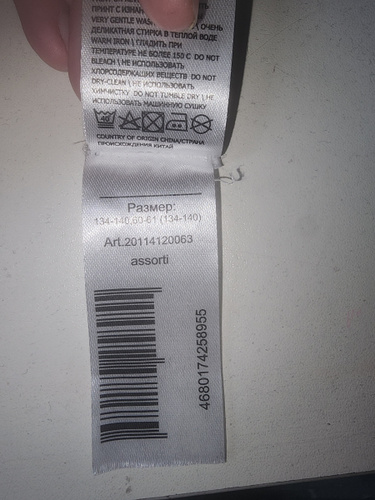 ПРИНТ С ИЗНАН
VERY GENTLE WASH ОЧЕНЬ
ДЕЛИКАТНАЯ СТИРКА В ТЕПЛОЙ ВОДЕ
WARM IRON \ ГЛАДИТЬ ПРИ
ТЕМПЕРАТУРЕ НЕ БОЛЕЕ 150 С DO NOT
BLEACH \ НЕ ИСПОЛЬЗОВАТЬ
ХЛОРСОДЕРЖАЩИХ ВЕЩЕСТВ DO NOT
DRY-CLEAN \ НЕ ИСПОЛЬЗОВАТЬ
ХИМЧИСТКУ DO NOT TUMBLE DRY \ НЕ
ИСПОЛЬЗОВАТЬ МАШИННУЮ СУШКУ
40
COUNTRY OF ORIGIN CHINA/СТРАНА
ПРОИСХОЖДЕНИЯ КИТАЙ
Размер:
134-140,60-61 (134-140)
Art.20114120063
assorti
4680174258955